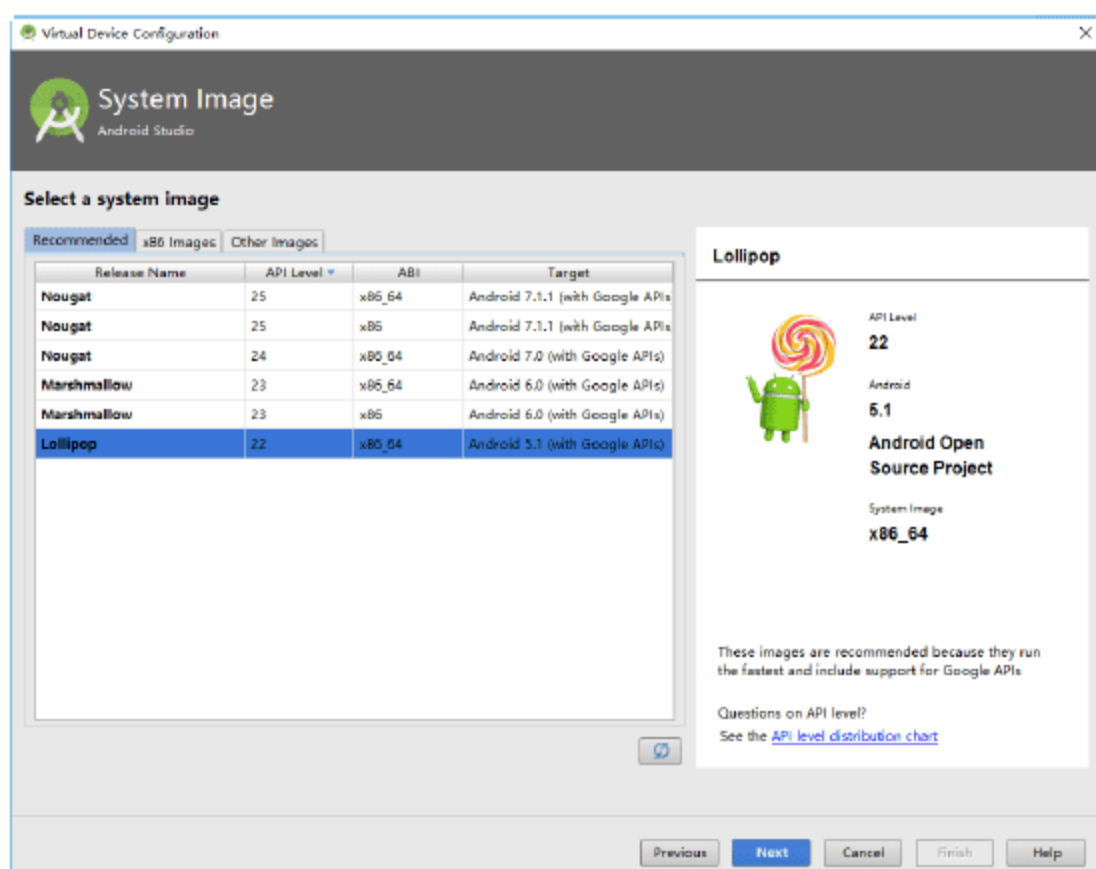 Virtual Device Configuration
System Image
Android Studio
Select a system image
Recommended x86 Images Other Images
Release Name API Level ABI Target
Nougat 25 x86_64 Android 7.1.1 (with Google APIs
Nougat 25 x86 Android 7.1.1 (with Google APIs
Nougat 24 x86_64 Android 7.0 (with Google APIs)
Marshmallow 23 x86_64 Android 6.0 (with Google APIs)
Marshmallow 23 x86 Android 6.0 (with Google APIs)
Lollipop 22 x86_64 Android 5.1 (with Google APIs)
Lollipop
API Level
22
Android
5.1
Android Open
Source Project
System Image
x86_64
These images are recommended because they run
the fastest and include support for Google APIs
Questions on API level?
See the API level distribution chart
Previous Next Cancel Finish Help